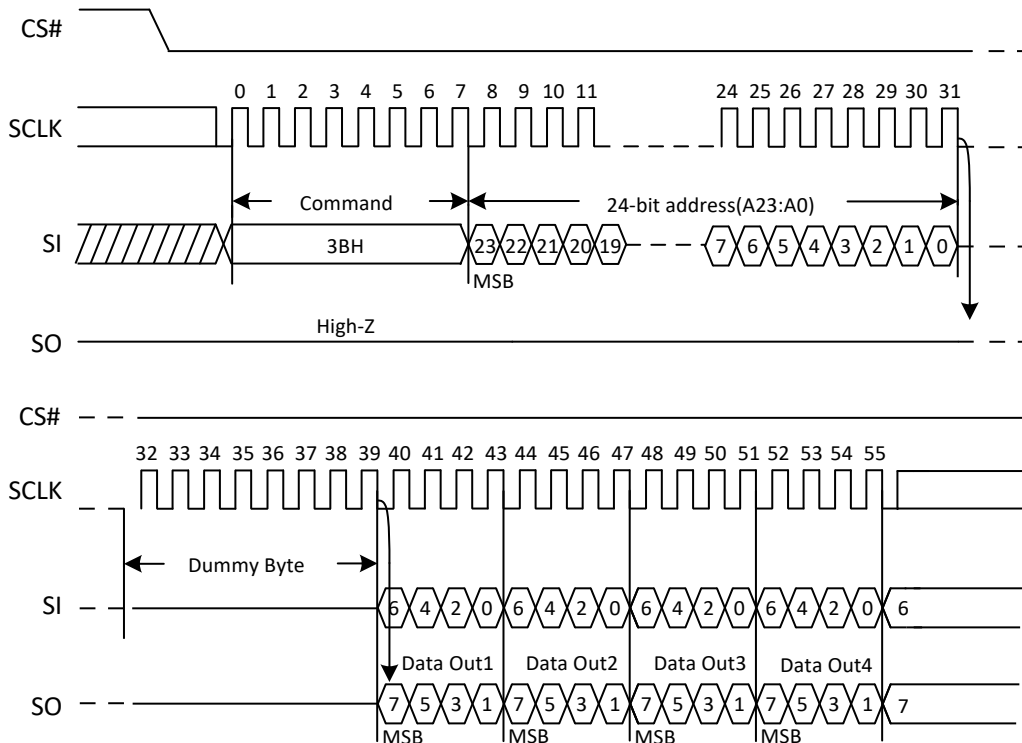 CS#
0 1 2 3 4 5 6 7 8 9 10 11 24 25 26 27 28 29 30 31
SCLK
Command 24-bit address(A23:A0)
SI 3BH 23 22 21 20 19 7 6 5 4 3 2 1 0
MSB
High-Z
SO
CS#
32 33 34 35 36 37 38 39 40 41 42 43 44 45 46 47 48 49 50 51 52 53 54 55
SCLK
Dummy Byte
SI 6 4 2 0 6 4 2 0 6 4 2 0 6 4 2 0 6
Data Out1 Data Out2 Data Out3 Data Out4
SO 7 5 3 1 7 5 3 1 7 5 3 1 7 5 3 1 7
MSB MSB MSB MSB